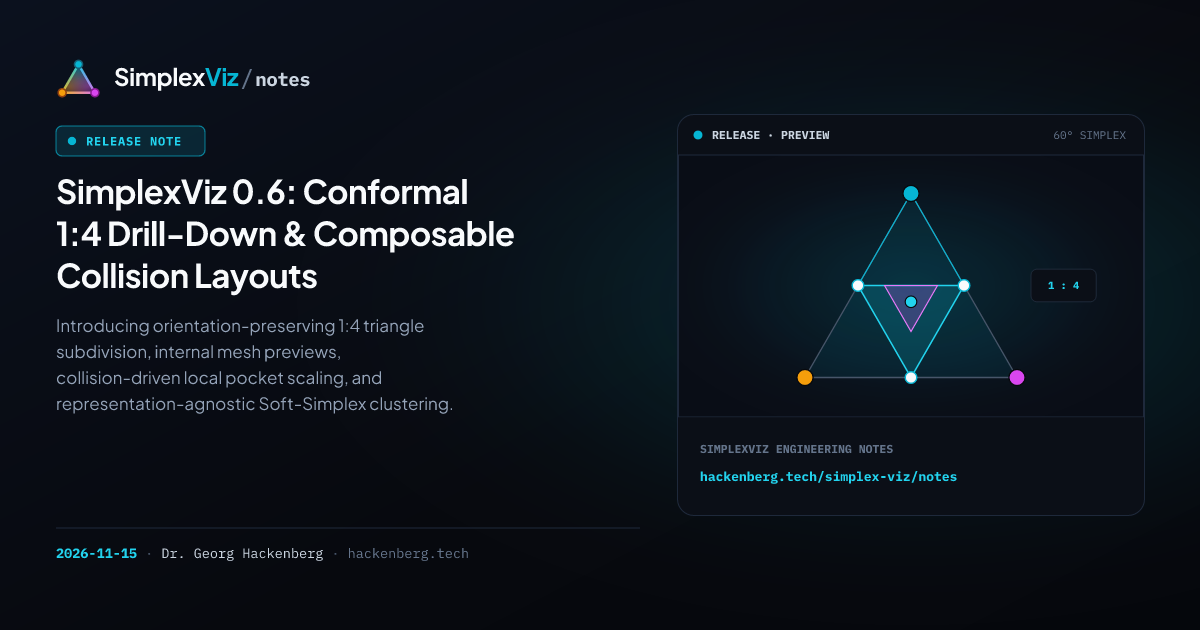 SimplexViz/notes
RELEASE NOTE
SimplexViz 0.6: Conformal
1:4 Drill-Down & Composable
Collision Layouts
Introducing orientation-preserving 1:4 triangle
subdivision, internal mesh previews,
collision-driven local pocket scaling, and
representation-agnostic Soft-Simplex clustering.
2026-11-15 · Dr. Georg Hackenberg · hackenberg.tech
RELEASE · PREVIEW
60° SIMPLEX
1 : 4
SIMPLEXVIZ ENGINEERING NOTES
hackenberg.tech/simplex-viz/notes